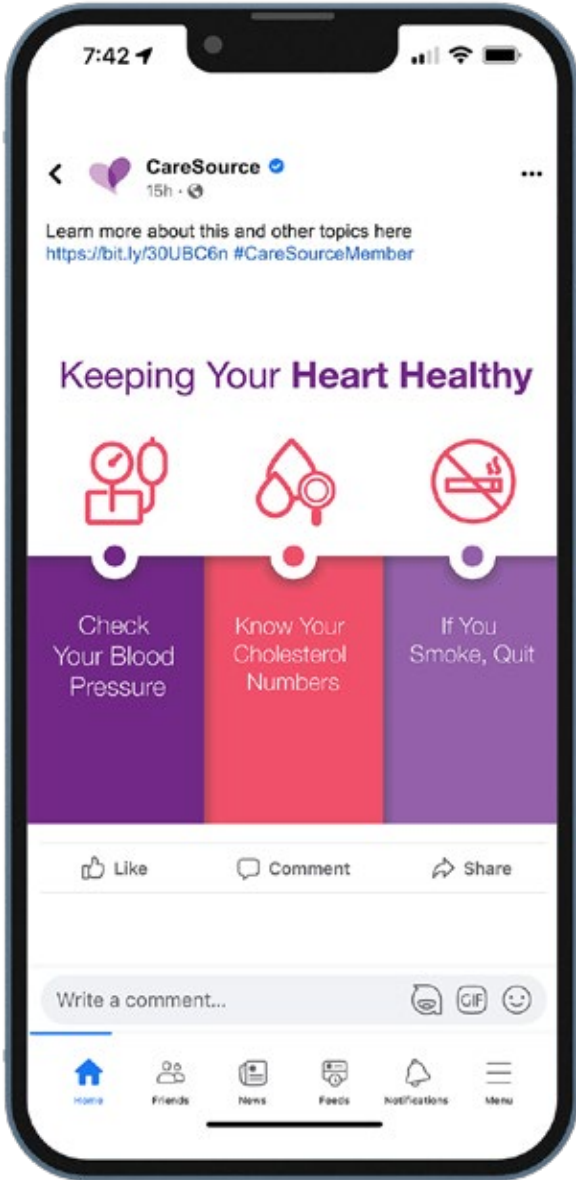 7:42
CareSource
15h
Learn more about this and other topics here
https://bit.ly/30UBC6n #CareSourceMember
Keeping Your Heart Healthy
Check
Your Blood
Pressure
Know Your
Cholesterol
Numbers
If You
Smoke, Quit
Like
Comment
Share
Write a comment...
GIF
Home
Friends
News
Feeds
Notifications
Menu